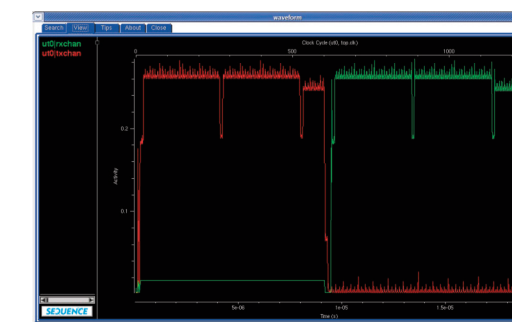 waveform
Search View Tips About Close
ut0|rxchan
ut0|txchan
Clock Cycle (ut0, top.clk)
0 500 1000
0.2
Activity
0.1
0
5e-06 1e-05 1.5e-05
Time (s)
SEQUENCE